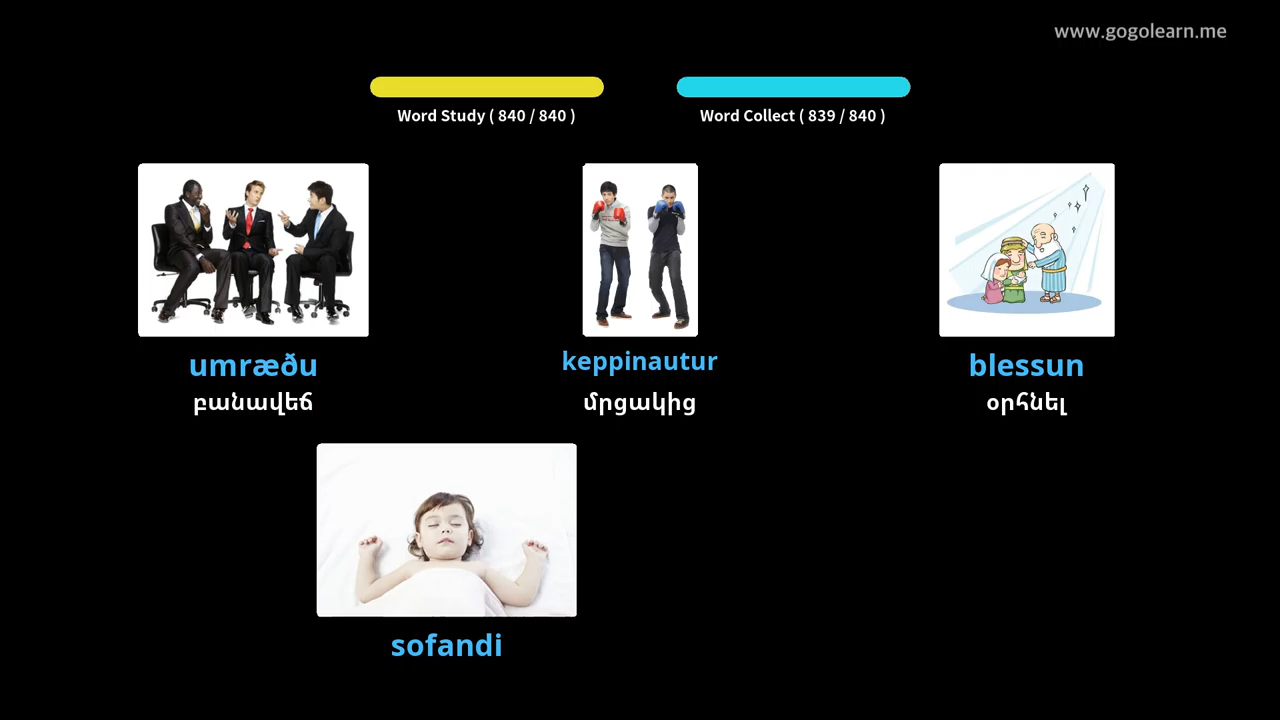 www.gogolearn.me
Word Study ( 840 / 840 )
Word Collect ( 839 / 840 )
umræðu
keppinautur
blessun
բանավեճ
մրցակից
օրհնել
sofandi